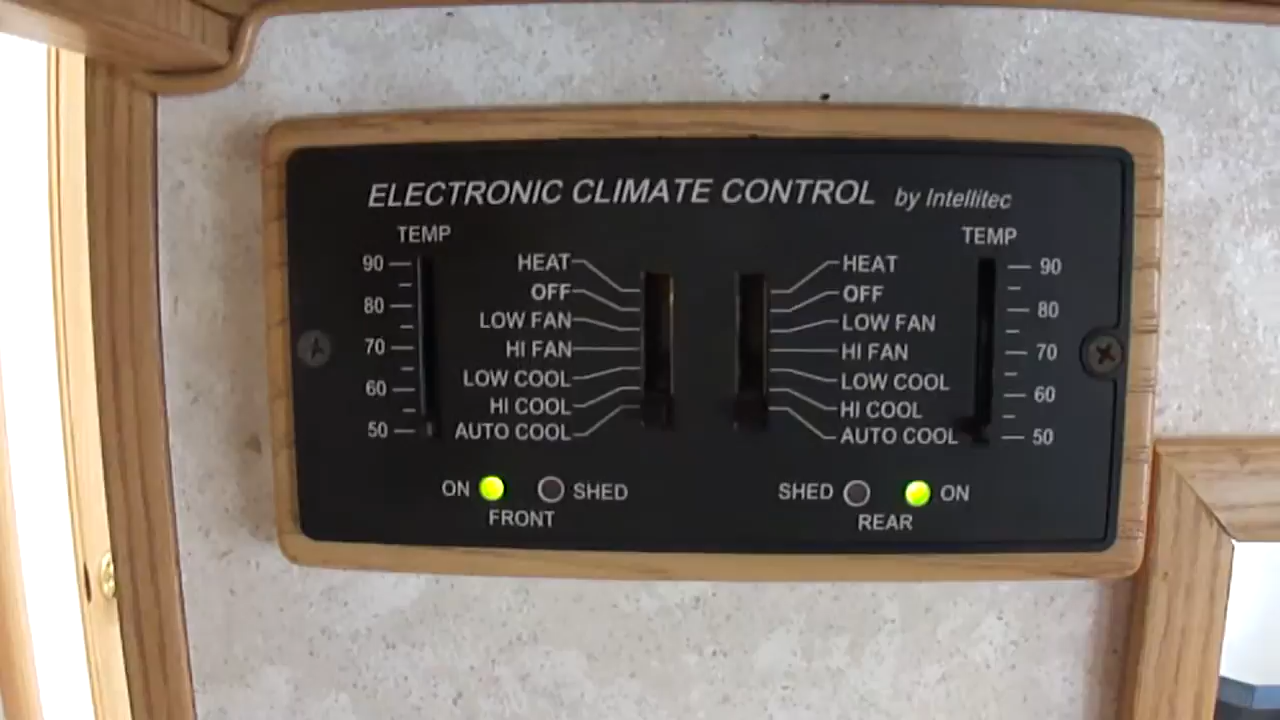 ELECTRONIC CLIMATE CONTROL by Intellitec
TEMP
90
80
70
60
50
HEAT
OFF
LOW FAN
HI FAN
LOW COOL
HI COOL
AUTO COOL
HEAT
OFF
LOW FAN
HI FAN
LOW COOL
HI COOL
AUTO COOL
TEMP
90
80
70
60
50
ON SHED
FRONT
SHED ON
REAR